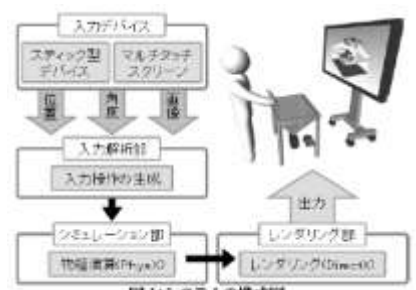 入力デバイス
スティック型
デバイス
マルチタッチ
スクリーン
位置
角度
画像
入力解析部
入力操作の生成
出力
シミュレーション部
物理演算(PhysX)
レンダリング部
レンダリング(DirectX)